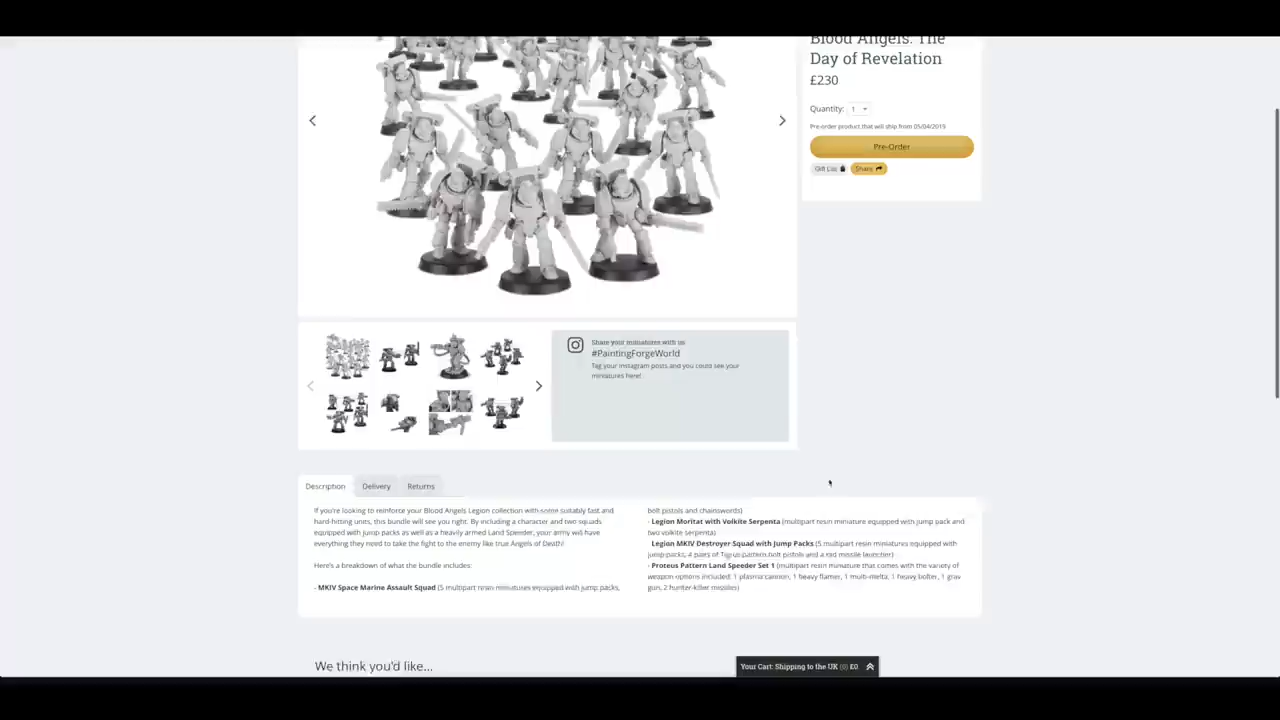 Blood Angels: The
Day of Revelation
£230
Quantity: 1
Pre-order product that will ship from 05/04/2019
Pre-Order
Gift List
Share
Share your miniatures with us
#PaintingForgeWorld
Tag your instagram posts and you could see your
miniatures here!
Description
Delivery
Returns
If you're looking to reinforce your Blood Angels Legion collection with some suitably fast and
hard-hitting units, this bundle will see you right. By including a character and two squads
equipped with jump packs as well as a heavily armed Land Speeder, your army will have
everything they need to take the fight to the enemy like true Angels of Death!
Here's a breakdown of what the bundle includes:
- MKIV Space Marine Assault Squad (5 multipart resin miniatures equipped with jump packs,
bolt pistols and chainswords)
- Legion Moritat with Volkite Serpenta (multipart resin miniature equipped with jump pack and
two volkite serpenta)
- Legion MKIV Destroyer Squad with Jump Packs (5 multipart resin miniatures equipped with
jump packs, 4 pairs of Tigrus-pattern bolt pistols and a rad missile launcher)
- Proteus Pattern Land Speeder Set 1 (multipart resin miniature that comes with the variety of
weapon options included: 1 plasma cannon, 1 heavy flamer, 1 multi-melta, 1 heavy bolter, 1 grav
gun, 2 hunter-killer missiles)
We think you'd like...
Your Cart: Shipping to the UK (0) £0